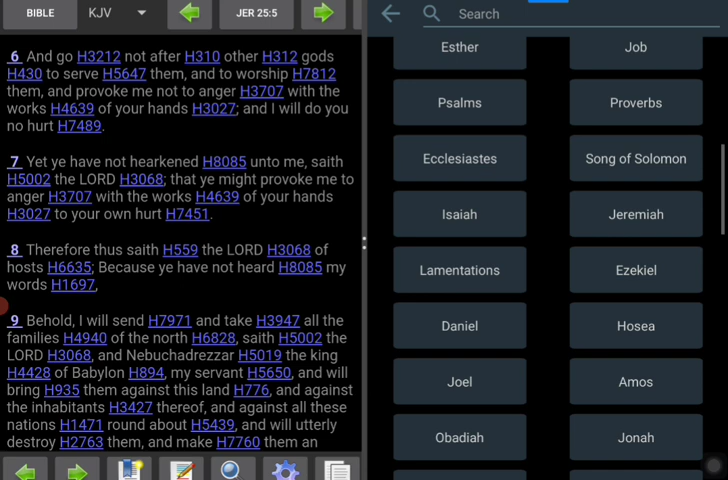 BIBLE KJV JER 25:5
6 And go H3212 not after H310 other H312 gods
H430 to serve H5647 them, and to worship H7812
them, and provoke me not to anger H3707 with the
works H4639 of your hands H3027; and I will do you
no hurt H7489.
7 Yet ye have not hearkened H8085 unto me, saith
H5002 the LORD H3068; that ye might provoke me to
anger H3707 with the works H4639 of your hands
H3027 to your own hurt H7451.
8 Therefore thus saith H559 the LORD H3068 of
hosts H6635; Because ye have not heard H8085 my
words H1697,
9 Behold, I will send H7971 and take H3947 all the
families H4940 of the north H6828, saith H5002 the
LORD H3068, and Nebuchadrezzar H5019 the king
H4428 of Babylon H894, my servant H5650, and will
bring H935 them against this land H776, and against
the inhabitants H3427 thereof, and against all these
nations H1471 round about H5439, and will utterly
destroy H2763 them, and make H7760 them an
Search
Esther Job
Psalms Proverbs
Ecclesiastes Song of Solomon
Isaiah Jeremiah
Lamentations Ezekiel
Daniel Hosea
Joel Amos
Obadiah Jonah